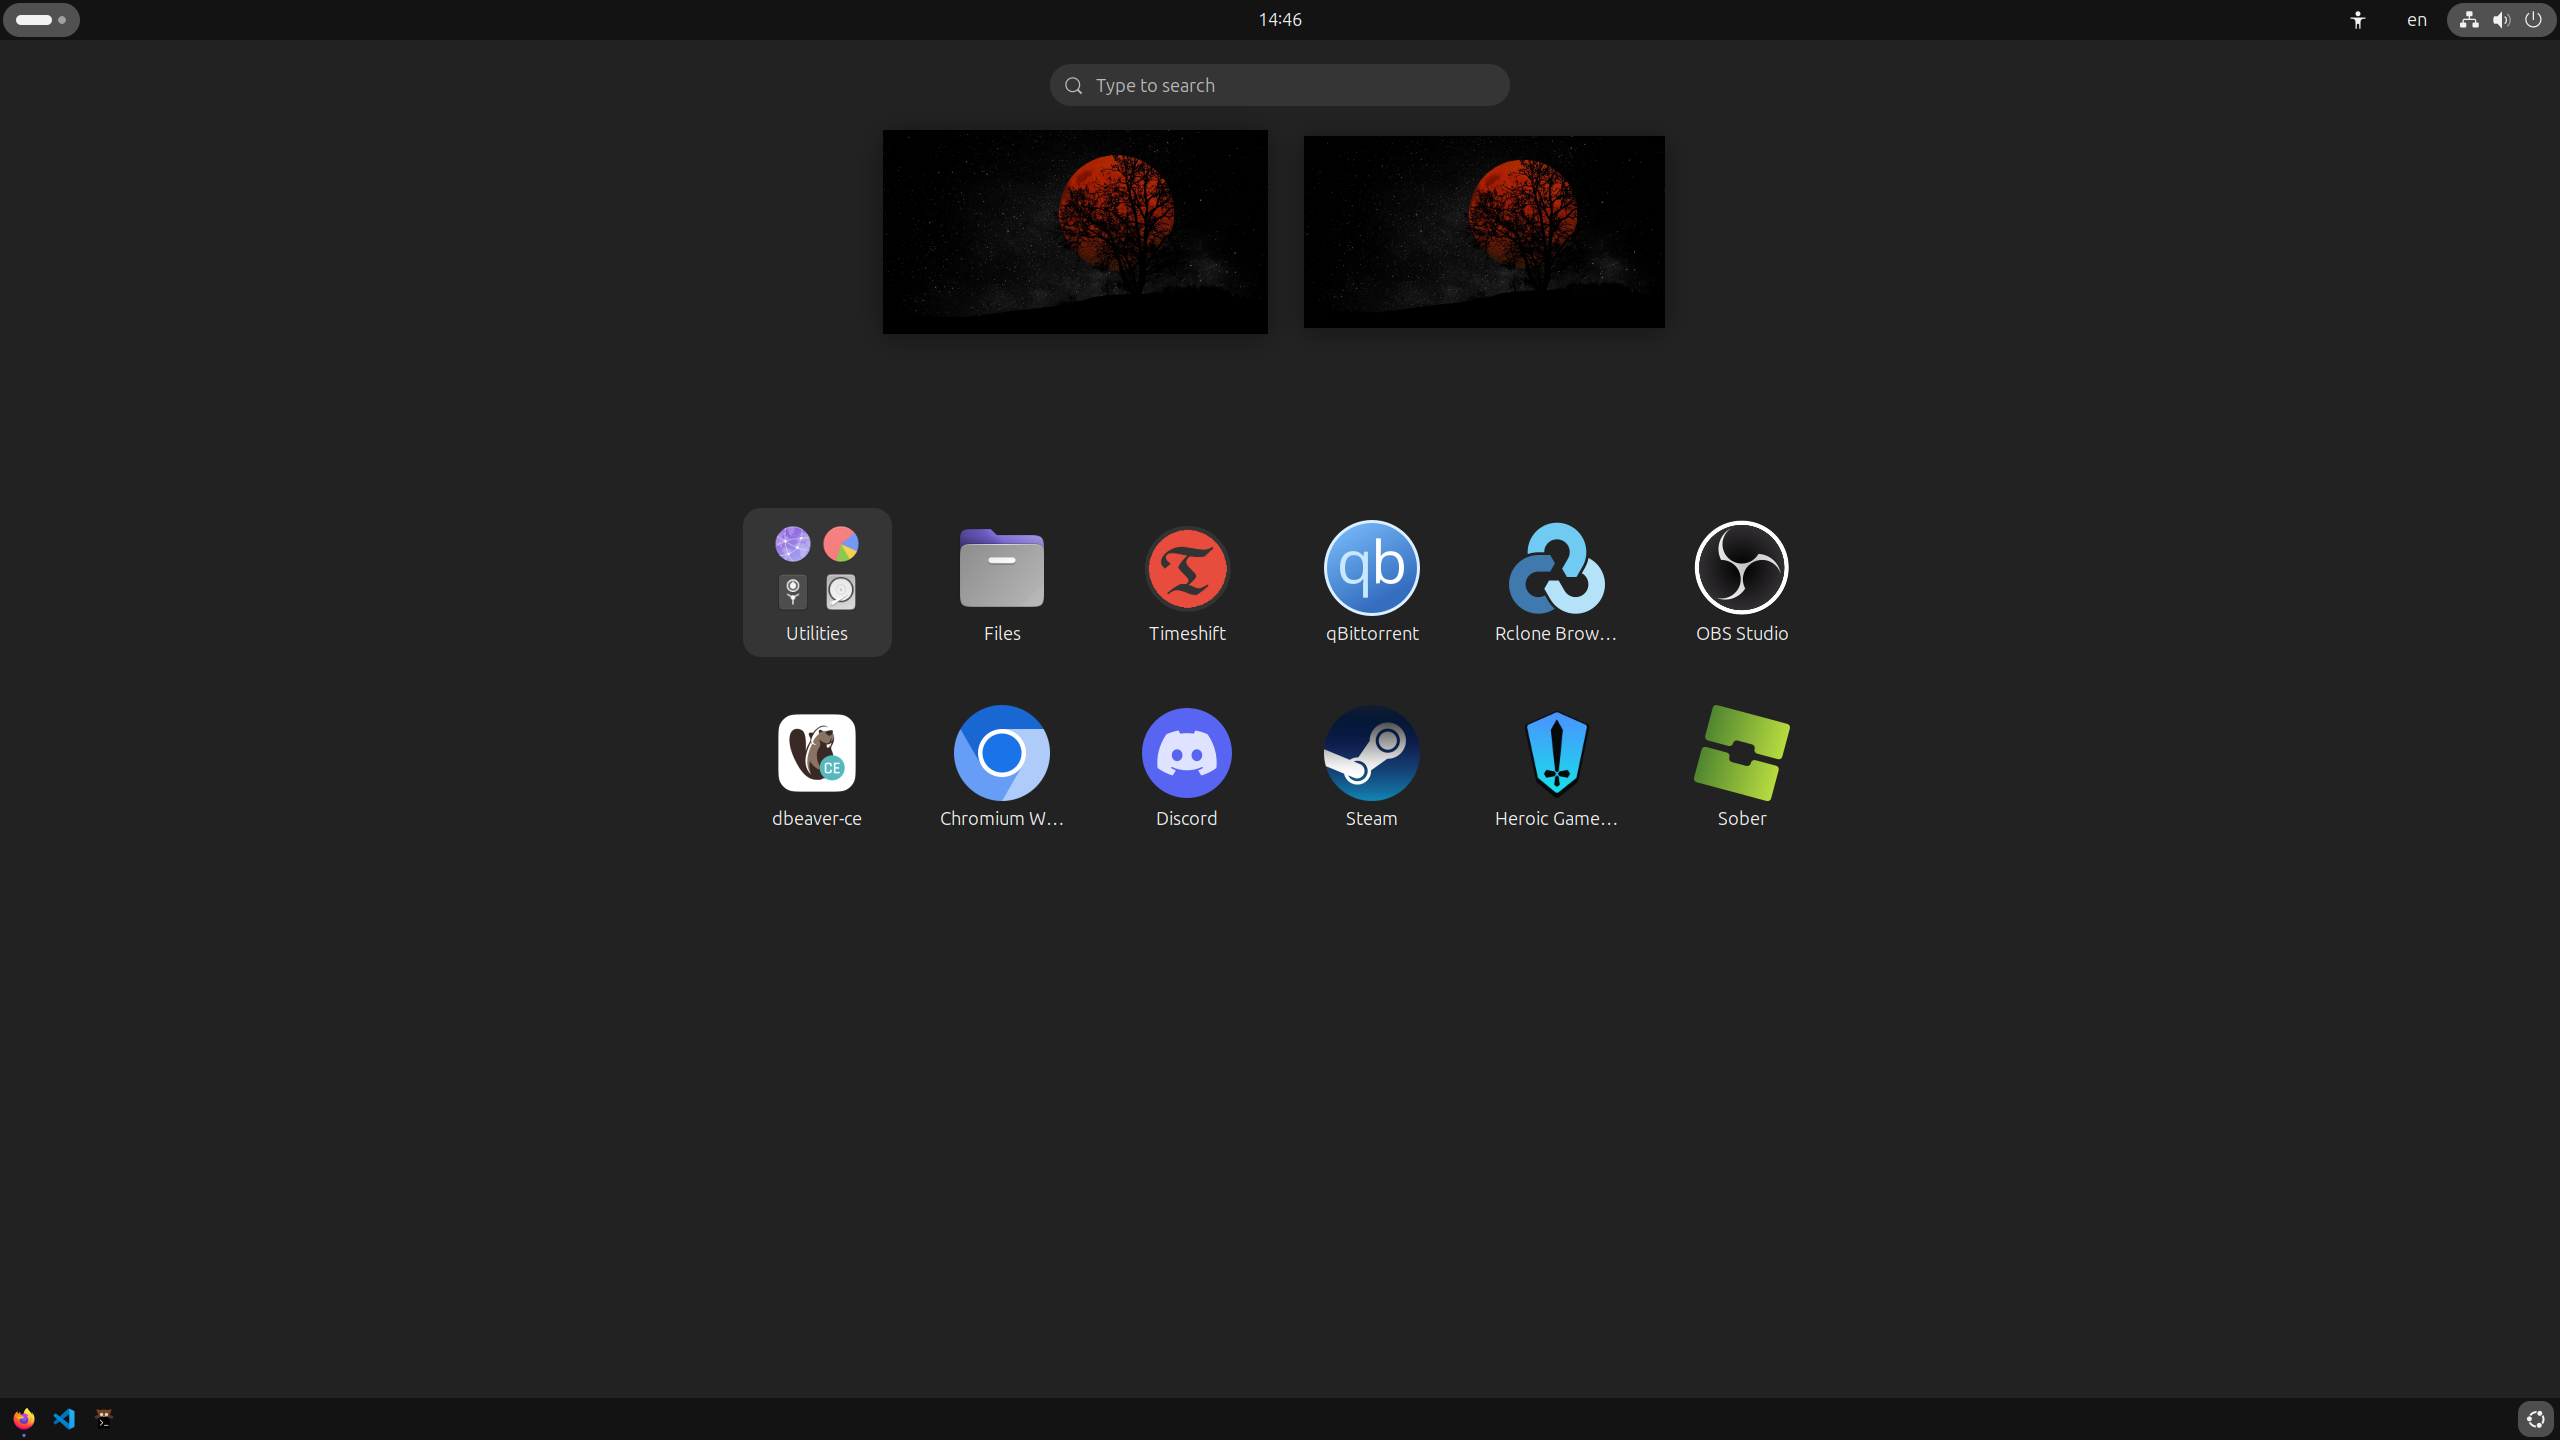 14:46
en
Type to search
Utilities
Files
Timeshift
qb
qBittorrent
Rclone Brow...
OBS Studio
CE
dbeaver-ce
Chromium W...
Discord
Steam
Heroic Game...
Sober